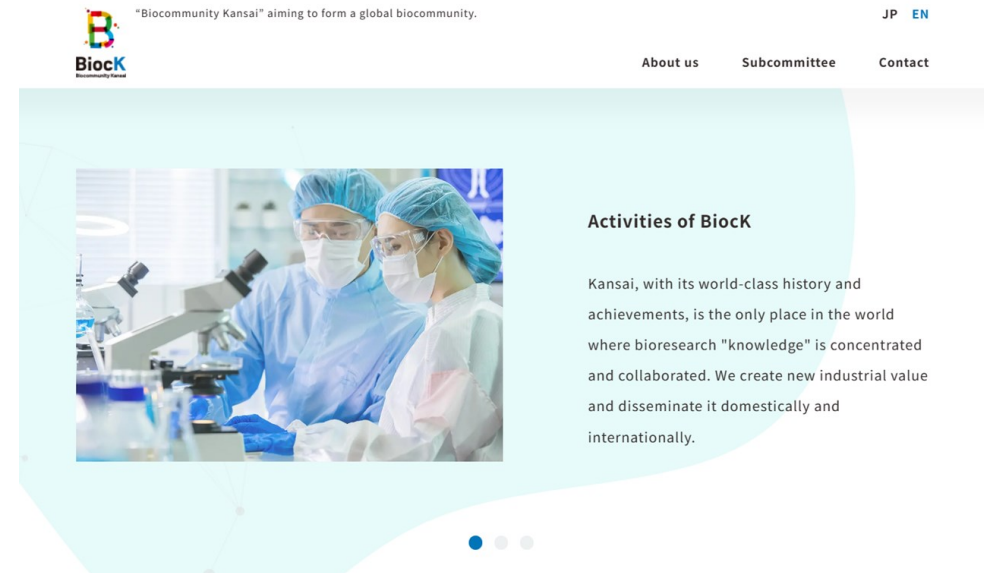 “Biocommunity Kansai” aiming to form a global biocommunity.
JP EN
BiocK
Biocommunity Kansai
About us Subcommittee Contact
Activities of BiocK
Kansai, with its world-class history and
achievements, is the only place in the world
where bioresearch "knowledge" is concentrated
and collaborated. We create new industrial value
and disseminate it domestically and
internationally.